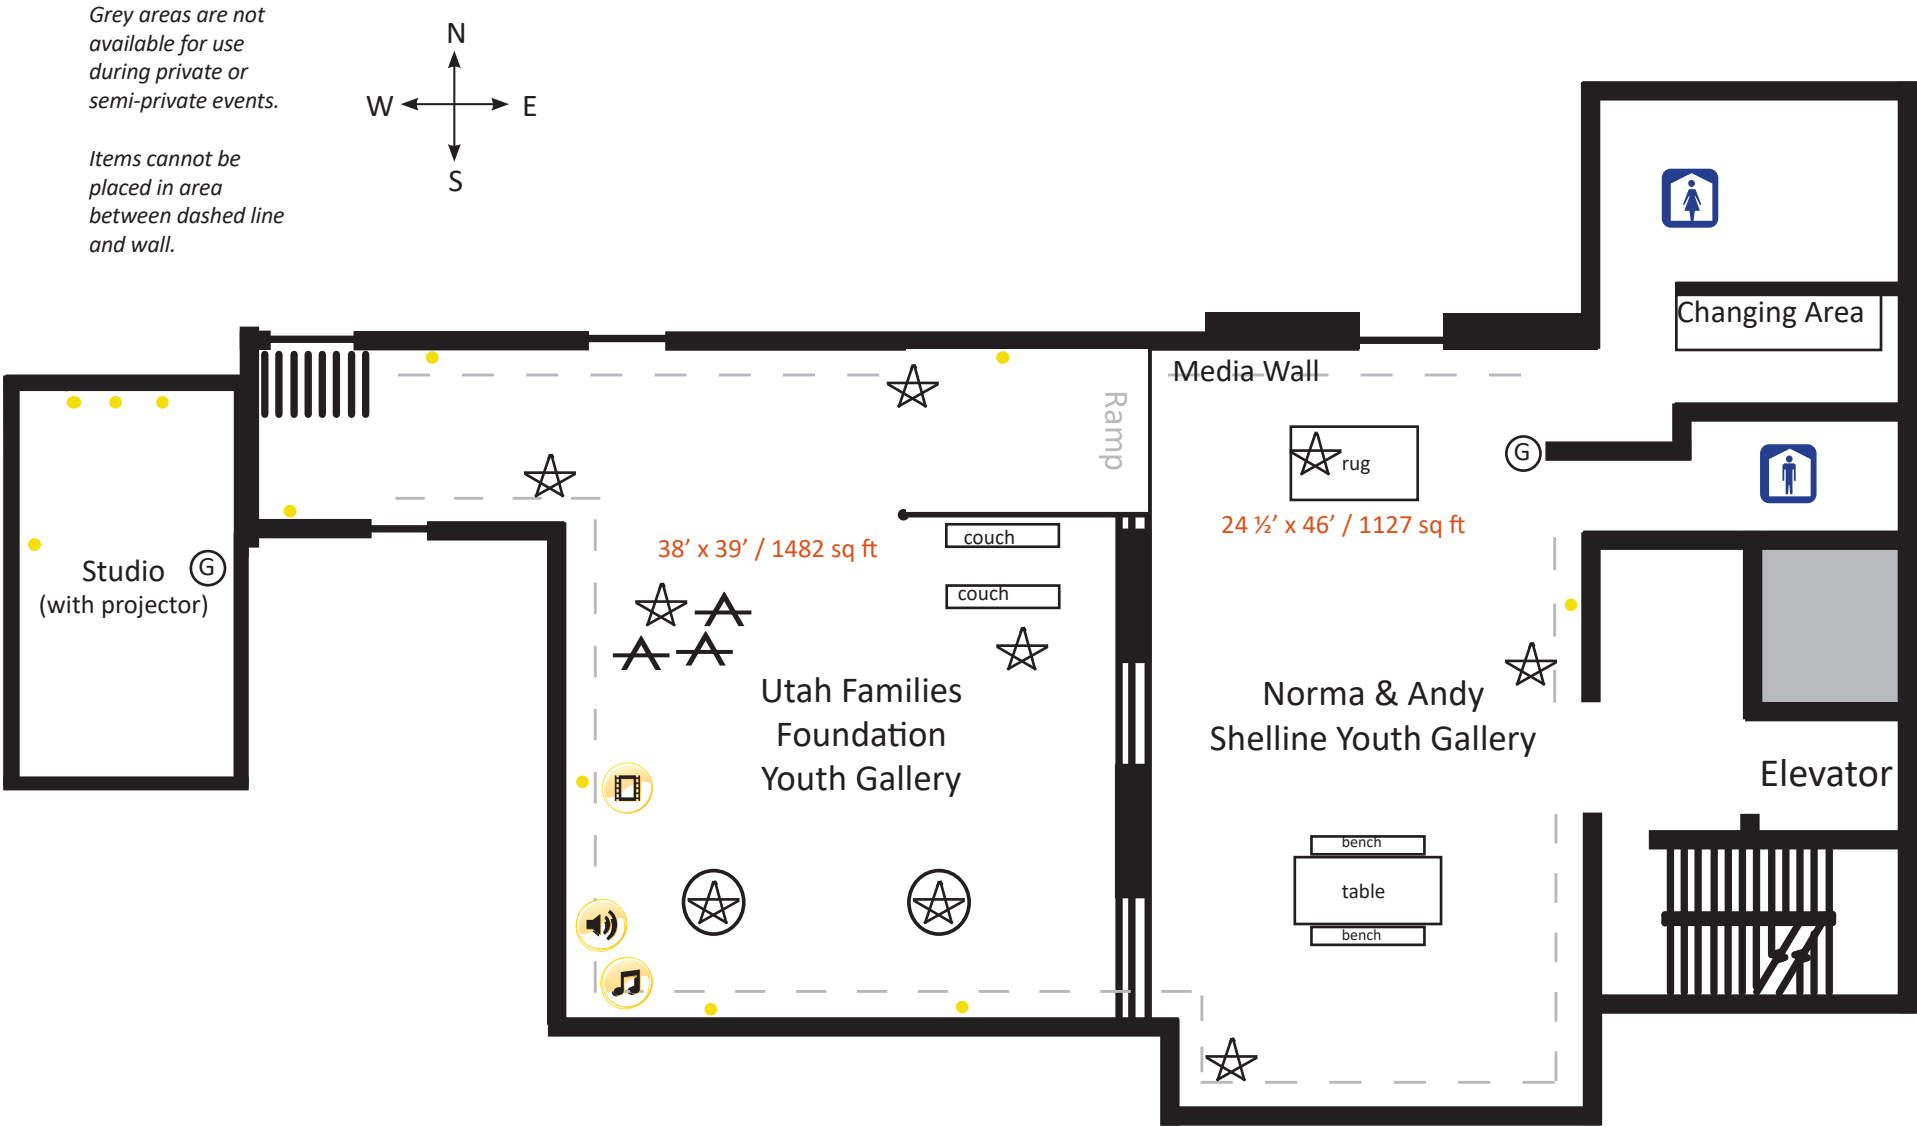 Grey areas are not
available for use
during private or
semi-private events.
Items cannot be
placed in area
between dashed line
and wall.
N
W
E
S
Changing Area
Media Wall
Ramp
rug
G
24 ½’ x 46’ / 1127 sq ft
38’ x 39’ / 1482 sq ft
couch
couch
Studio
G
(with projector)
Utah Families
Foundation
Youth Gallery
Norma & Andy
Shelline Youth Gallery
Elevator
bench
table
bench